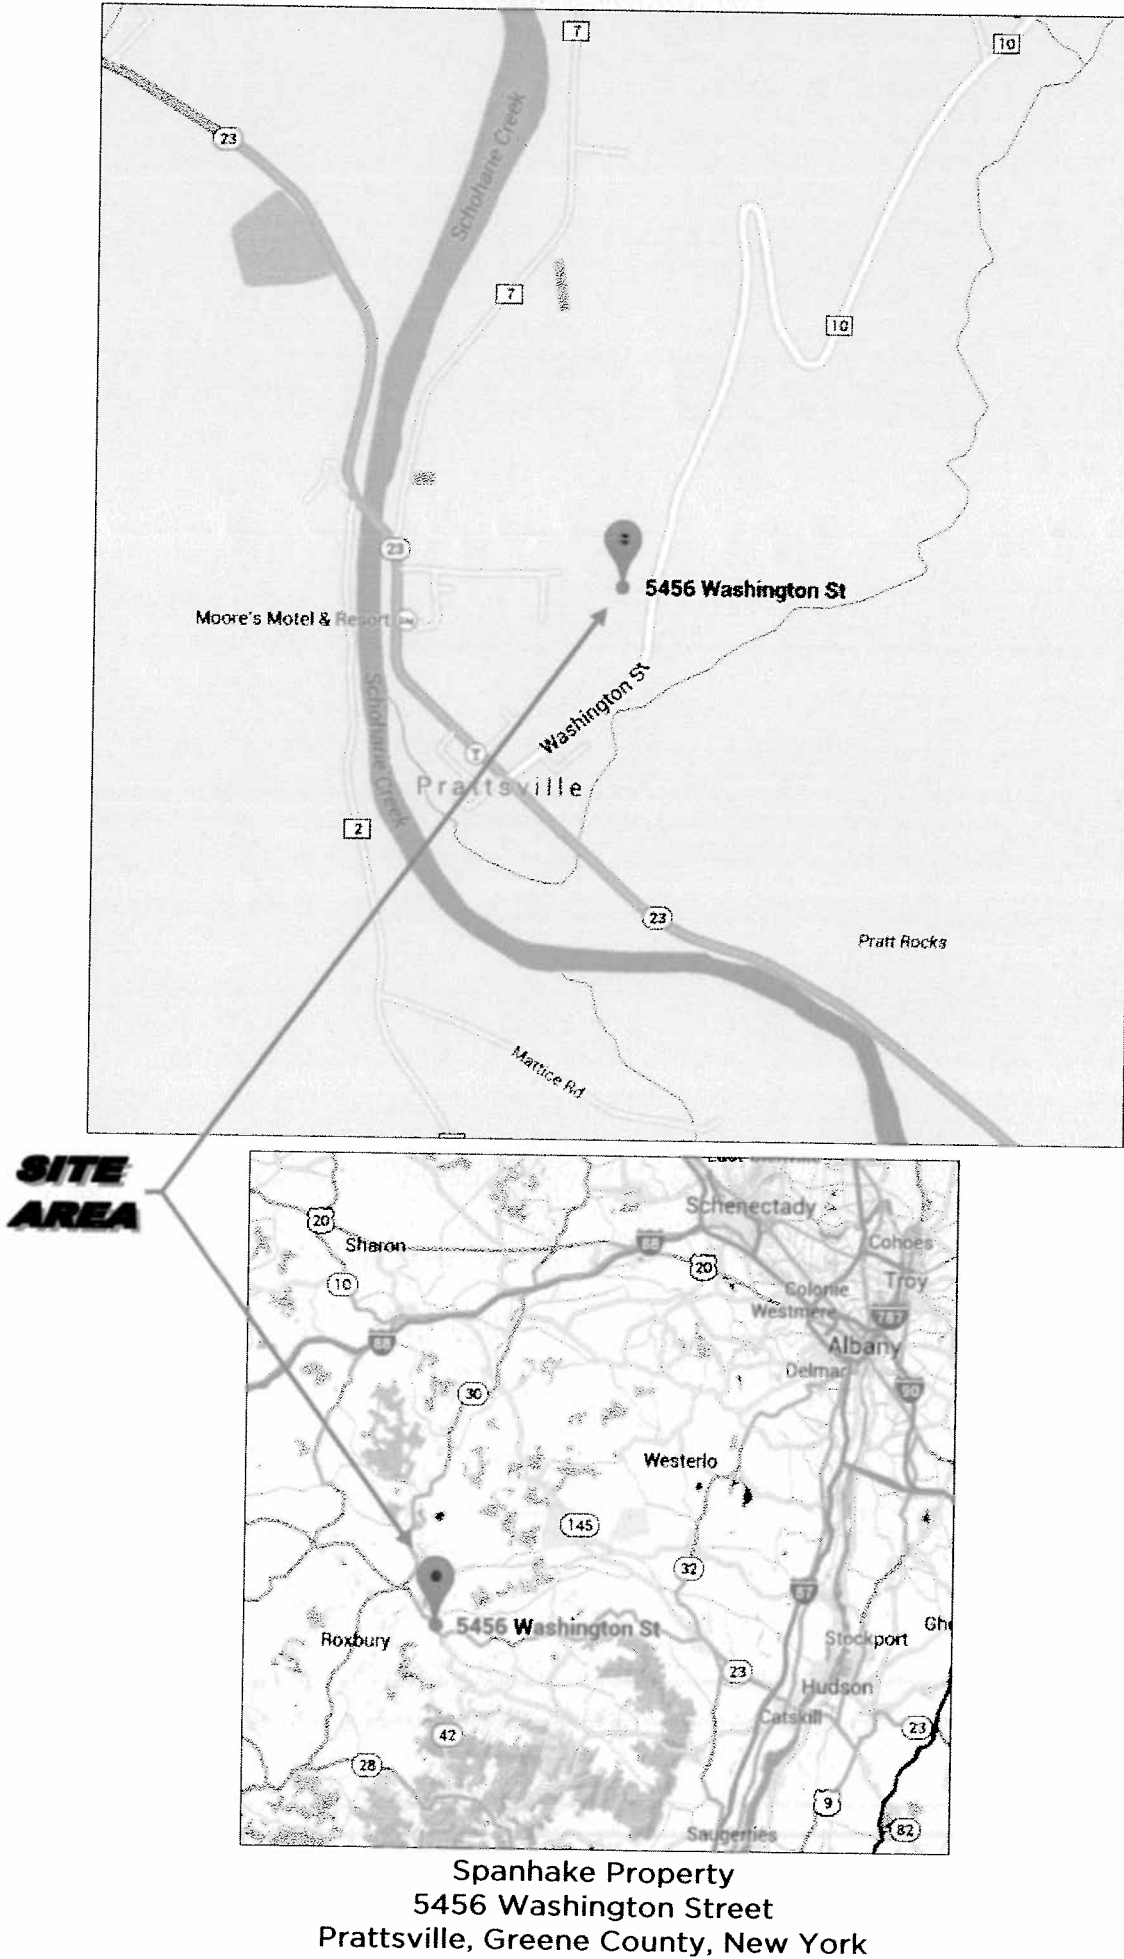 7
10
Schoharie Creek
23
7
10
23
5456 Washington St
Moore's Motel & Resort
Washington St
Schoharie Creek
Prattsville
2
23
Pratt Rocks
Mattice Rd
SITE
AREA
Schenectady
20
Sharon
88
Cohoes
20
10
Colonie
Troy
Westmere
787
88
Albany
Delmar
30
90
Westerlo
145
32
87
5456 Washington St
Roxbury
Stockport
23
Hudson
Catskill
42
23
28
9
82
Saugerties
Spanhake Property
5456 Washington Street
Prattsville, Greene County, New York